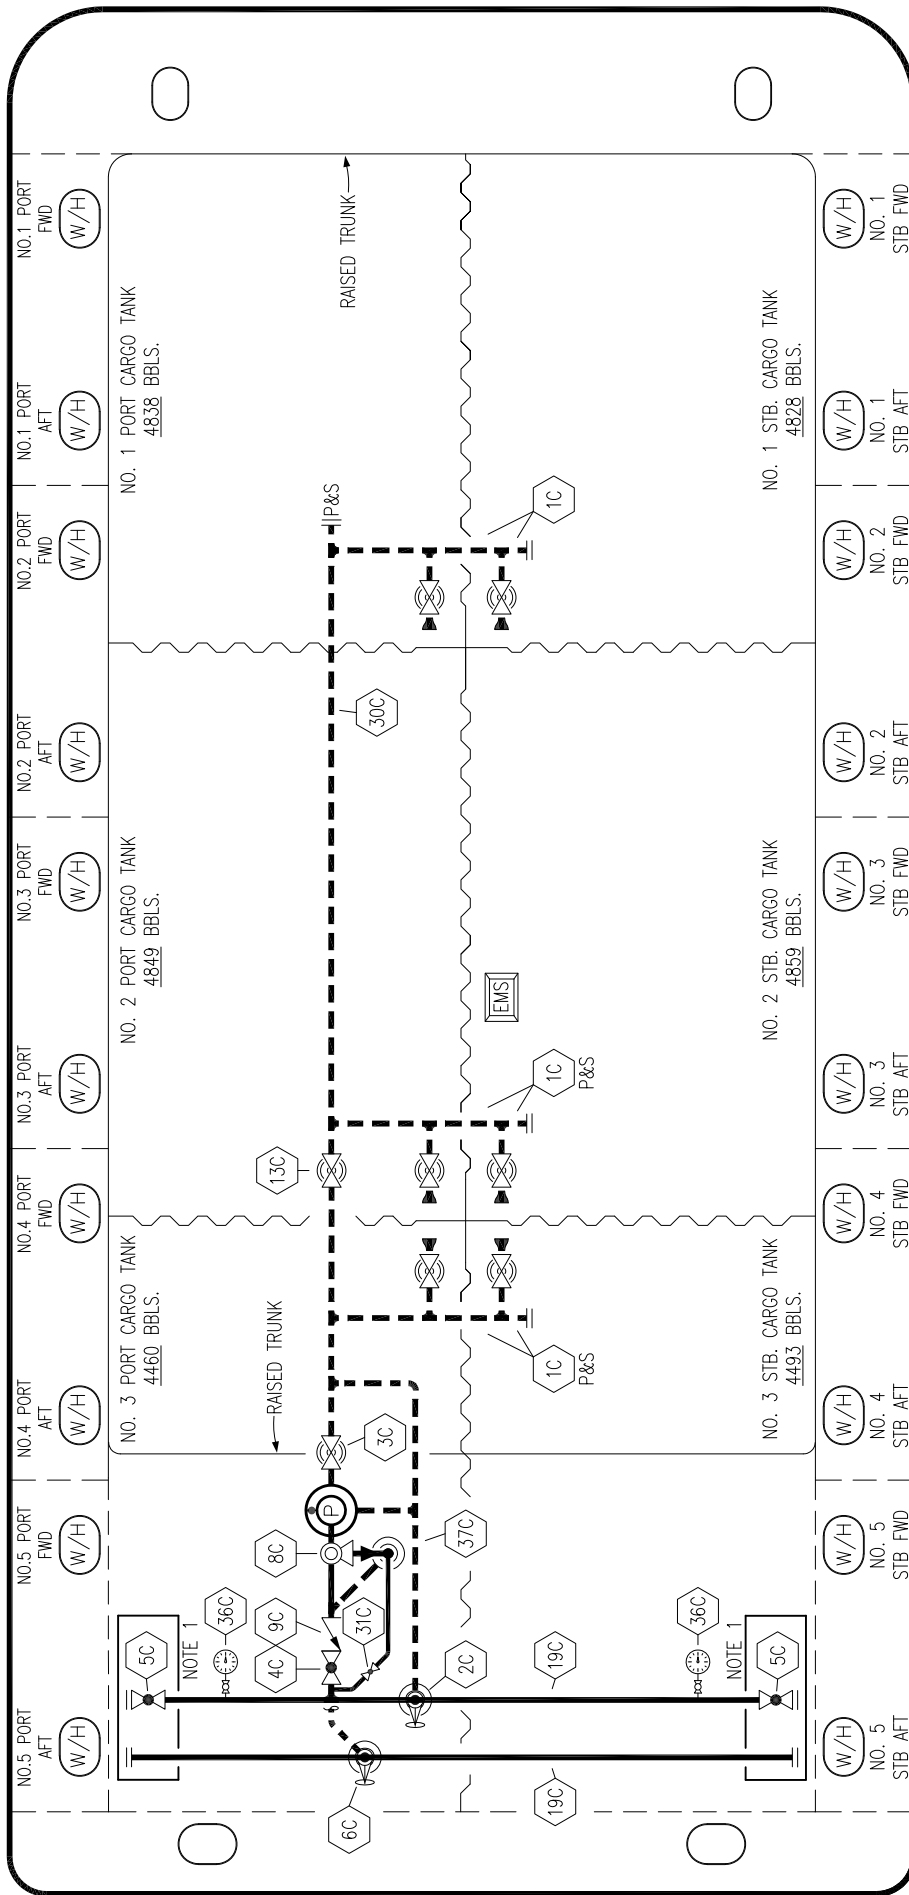 NO.1 PORT
FWD
W/H
NO.1 PORT
AFT
W/H
NO.2 PORT
FWD
W/H
NO.2 PORT
AFT
W/H
NO.3 PORT
FWD
W/H
NO.3 PORT
AFT
W/H
NO.4 PORT
FWD
W/H
NO.4 PORT
AFT
W/H
NO.5 PORT
FWD
W/H
NO.5 PORT
AFT
W/H
NO. 1 PORT CARGO TANK
4838 BBLS.
RAISED TRUNK
NO. 1 STB. CARGO TANK
4828 BBLS.
P&S
1C
30C
NO. 2 PORT CARGO TANK
4849 BBLS.
NO. 2 STB. CARGO TANK
4859 BBLS.
EMS
1C
P&S
13C
NO. 3 PORT CARGO TANK
4460 BBLS.
NO. 3 STB. CARGO TANK
4493 BBLS.
RAISED TRUNK
1C
P&S
3C
P
8C
37C
9C
4C
31C
36C
5C
NOTE 1
2C
19C
36C
NOTE 1
5C
6C
19C
W/H
NO. 1
STB FWD
W/H
NO. 1
STB AFT
W/H
NO. 2
STB FWD
W/H
NO. 2
STB AFT
W/H
NO. 3
STB FWD
W/H
NO. 3
STB AFT
W/H
NO. 4
STB FWD
W/H
NO. 4
STB AFT
W/H
NO. 5
STB FWD
W/H
NO. 5
STB AFT